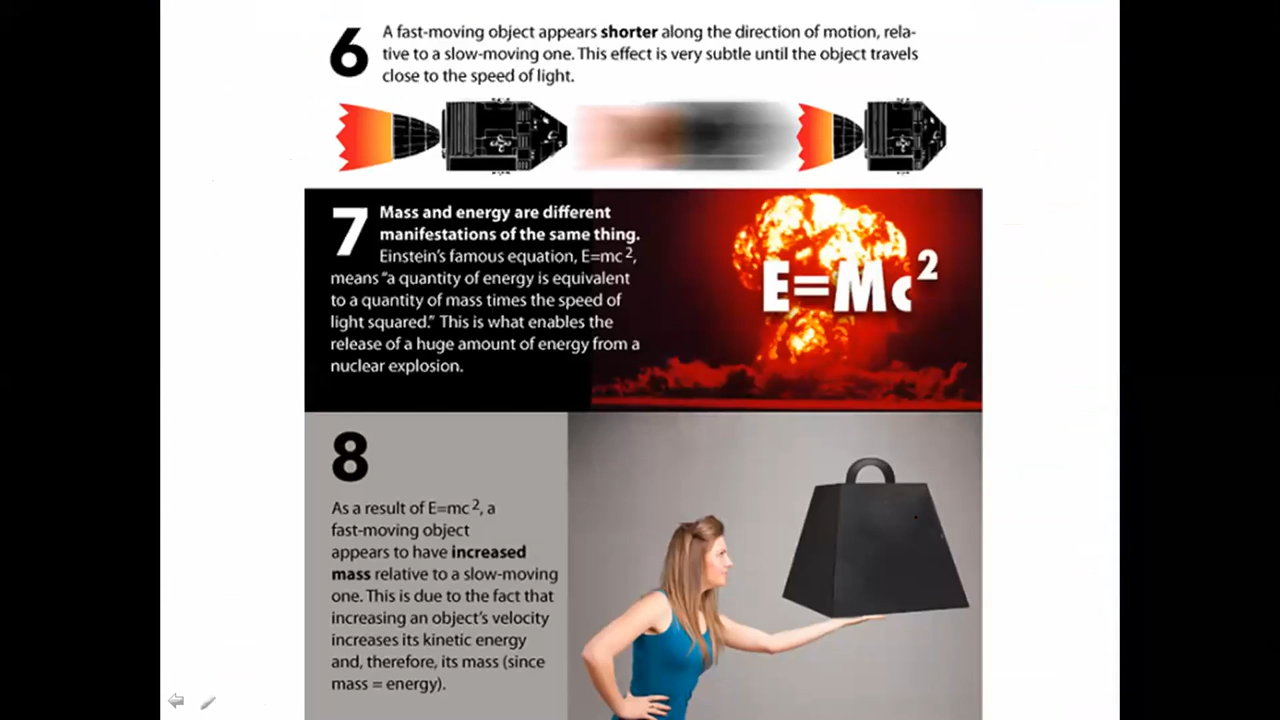 6
A fast-moving object appears shorter along the direction of motion, rela-
tive to a slow-moving one. This effect is very subtle until the object travels
close to the speed of light.
7
Mass and energy are different
manifestations of the same thing.
Einstein's famous equation, E=mc², 
means "a quantity of energy is equivalent
to a quantity of mass times the speed of
light squared." This is what enables the
release of a huge amount of energy from a
nuclear explosion.
E=Mc²
8
As a result of E=mc², a
fast-moving object
appears to have increased
mass relative to a slow-moving
one. This is due to the fact that
increasing an object's velocity
increases its kinetic energy
and, therefore, its mass (since
mass = energy).